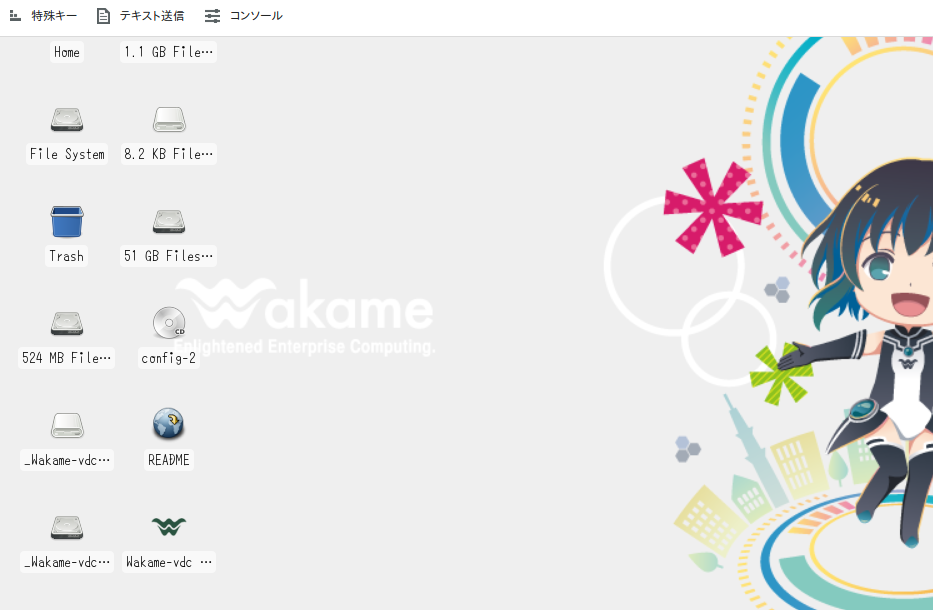 特殊キー テキスト送信 コンソール
Home 1.1 GB File…
File System 8.2 KB File…
Trash 51 GB Files…
Wakame
Enlightened Enterprise Computing.
524 MB File… config-2
_Wakame-vdc… README
_Wakame-vdc… Wakame-vdc …
CD